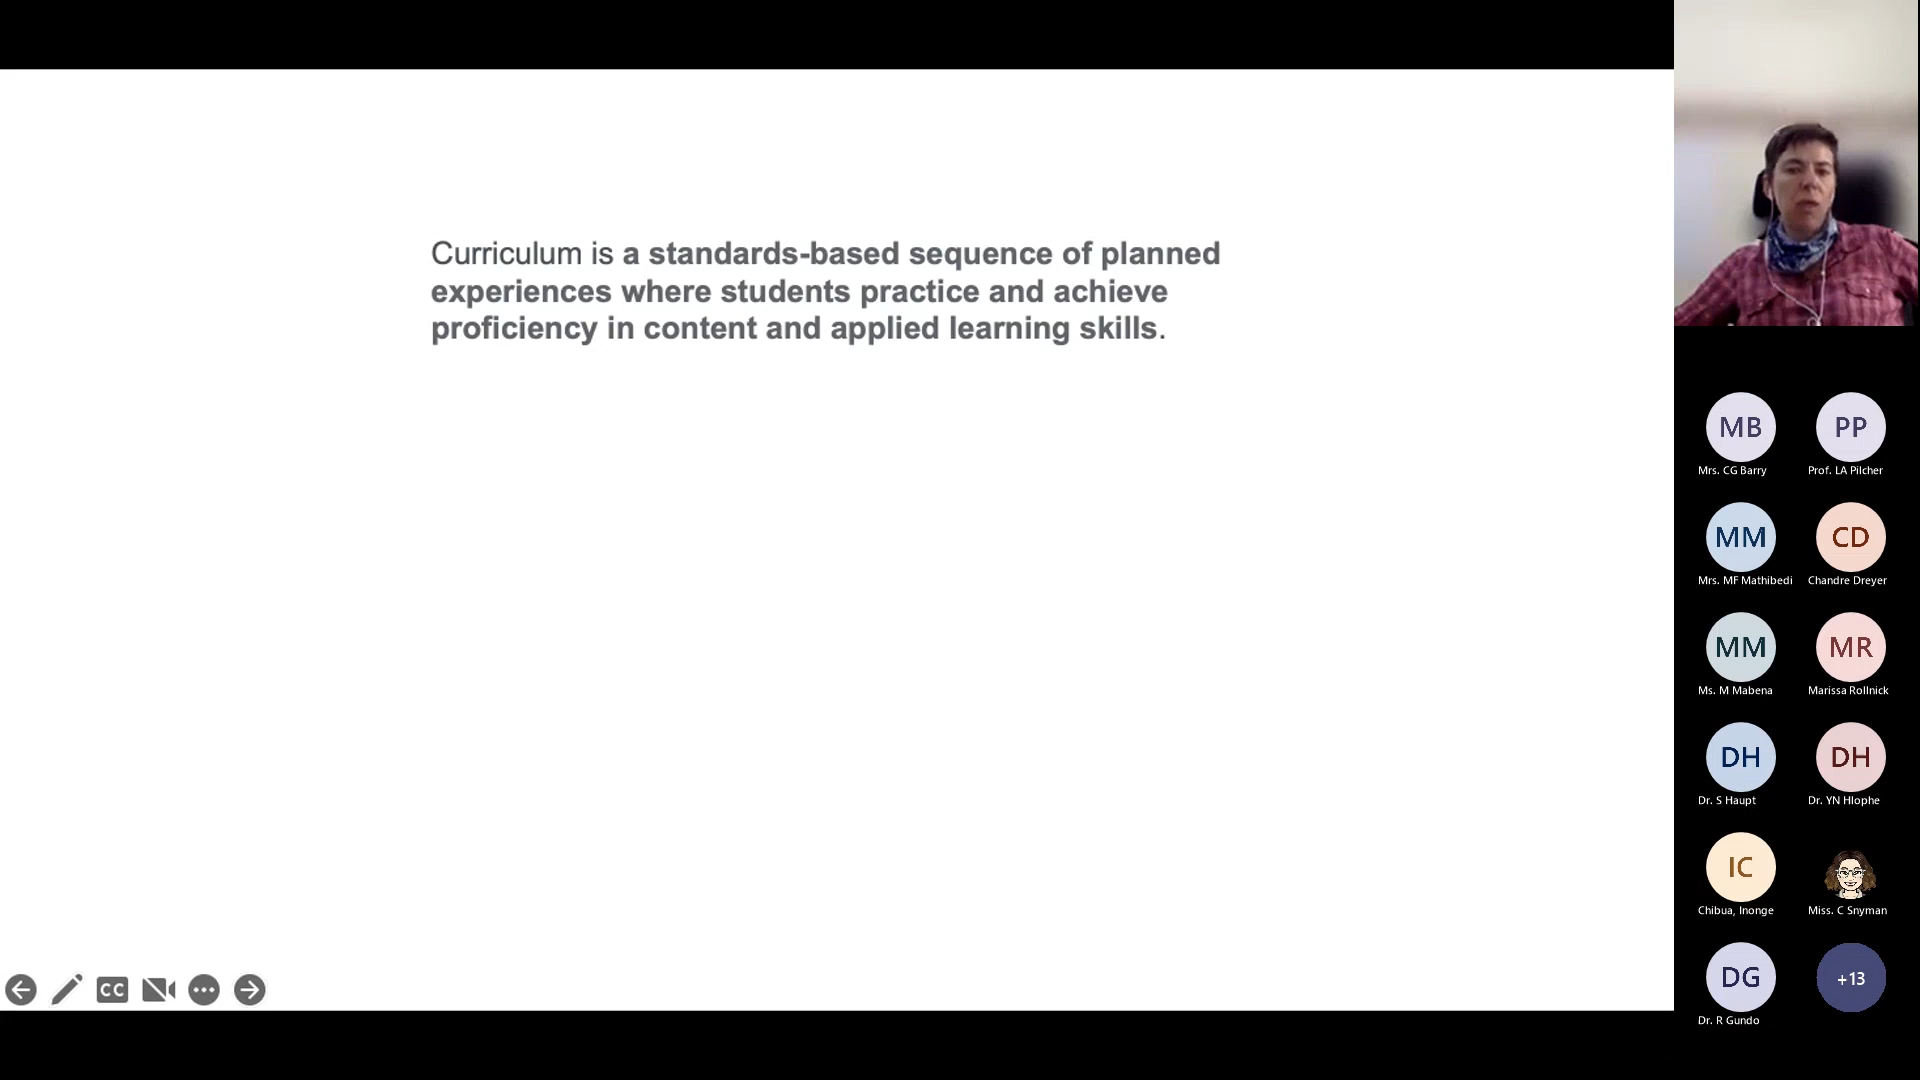 Curriculum is a standards-based sequence of planned
experiences where students practice and achieve
proficiency in content and applied learning skills.
CC
MB
PP
Mrs. CG Barry
Prof. LA Pilcher
MM
CD
Mrs. MF Mathibedi
Chandre Dreyer
MM
MR
Ms. M Mabena
Marissa Rollnick
DH
DH
Dr. S Haupt
Dr. YN Hlophe
IC
Chibua, Inonge
Miss. C Snyman
DG
+13
Dr. R Gundo